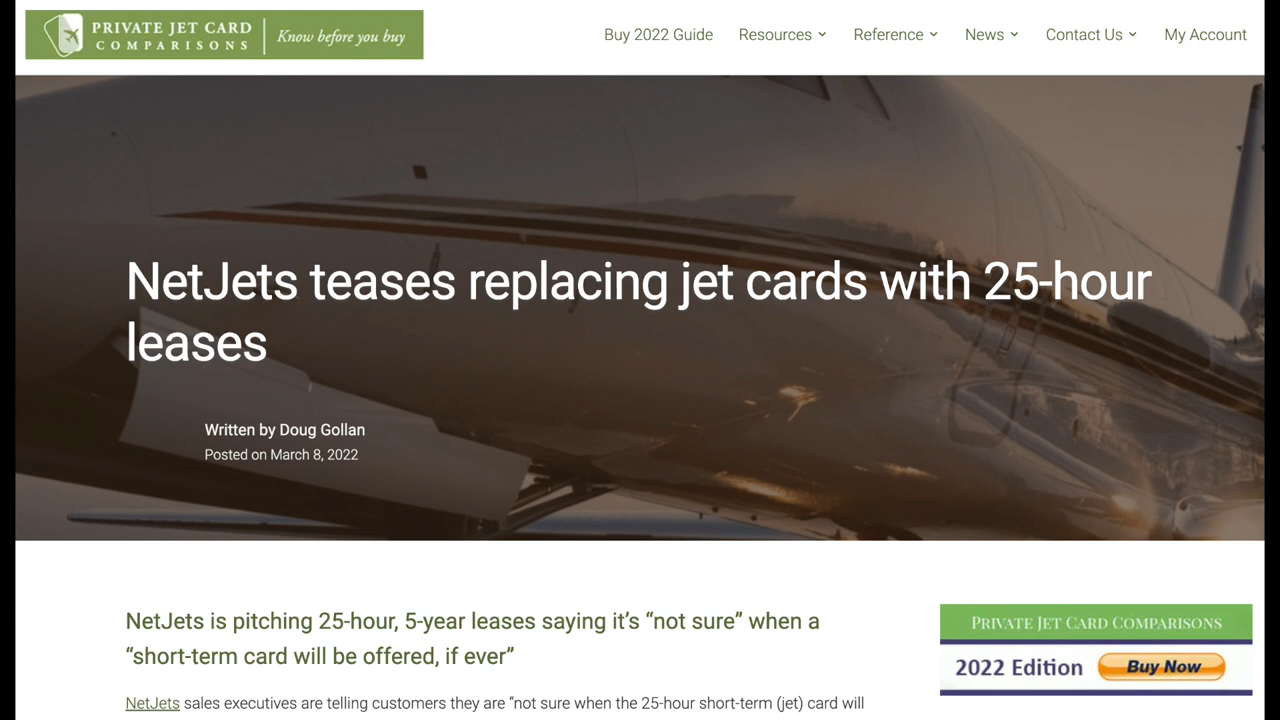 PRIVATE JET CARD
COMPARISONS
Know before you buy
Buy 2022 Guide Resources Reference News Contact Us My Account
NetJets teases replacing jet cards with 25-hour
leases
Written by Doug Gollan
Posted on March 8, 2022
NetJets is pitching 25-hour, 5-year leases saying it’s “not sure” when a
“short-term card will be offered, if ever”
NetJets sales executives are telling customers they are “not sure when the 25-hour short-term (jet) card will
PRIVATE JET CARD COMPARISONS
2022 Edition Buy Now